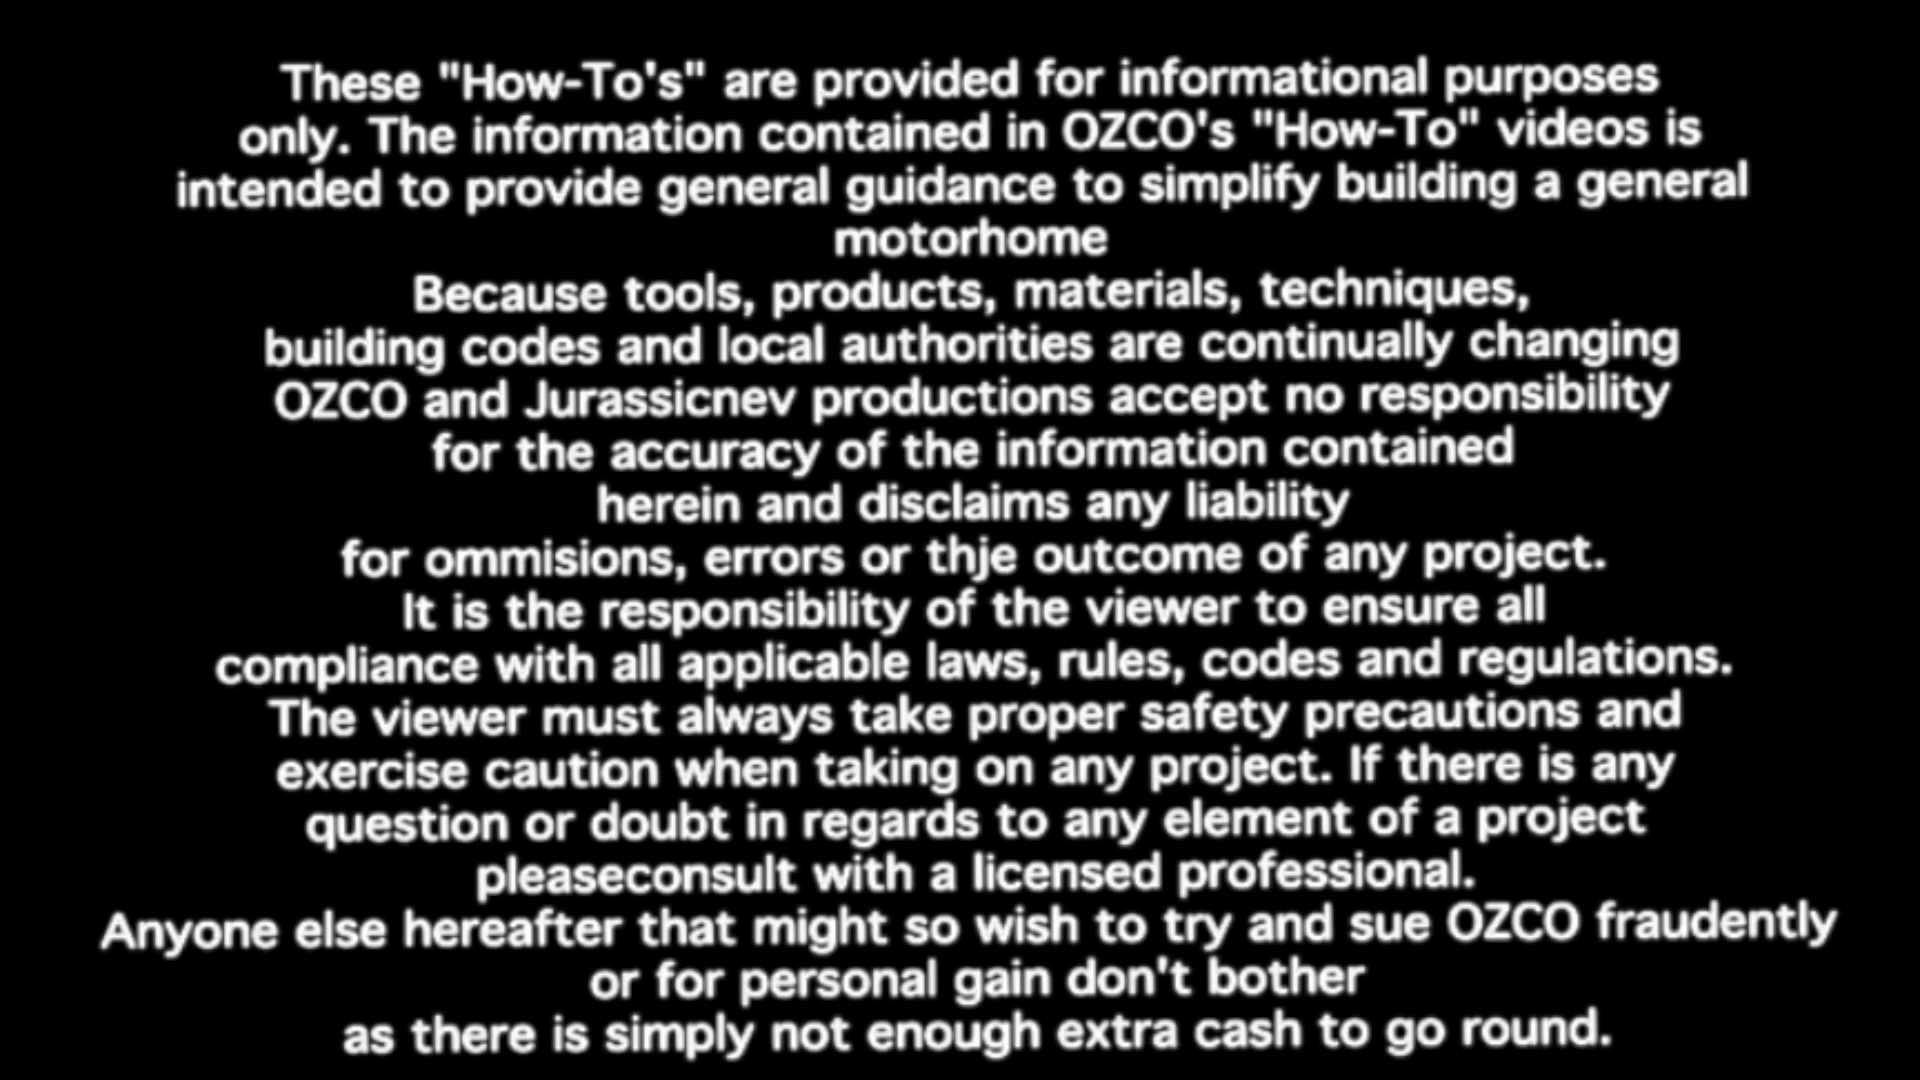 These "How-To's" are provided for informational purposes
only. The information contained in OZCO's "How-To" videos is
intended to provide general guidance to simplify building a general
motorhome
Because tools, products, materials, techniques,
building codes and local authorities are continually changing
OZCO and Jurassicnev productions accept no responsibility
for the accuracy of the information contained
herein and disclaims any liability
for ommisions, errors or thje outcome of any project.
It is the responsibility of the viewer to ensure all
compliance with all applicable laws, rules, codes and regulations.
The viewer must always take proper safety precautions and
exercise caution when taking on any project. If there is any
question or doubt in regards to any element of a project
pleaseconsult with a licensed professional.
Anyone else hereafter that might so wish to try and sue OZCO fraudently
or for personal gain don't bother
as there is simply not enough extra cash to go round.